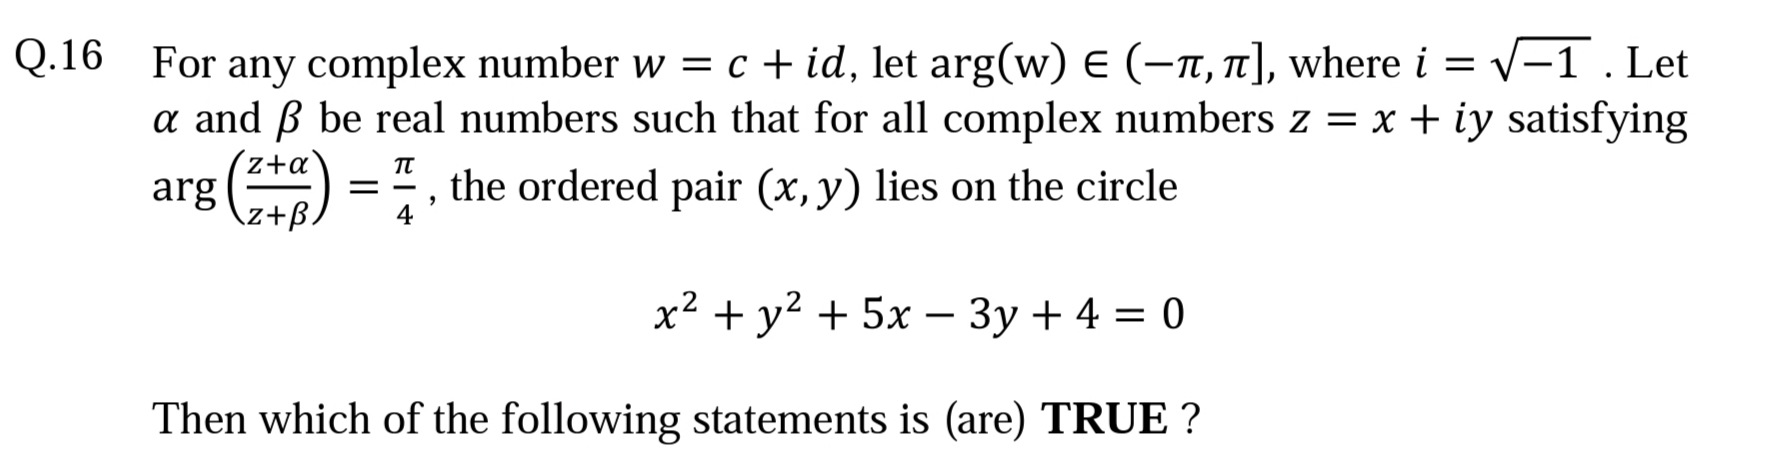 Q.16 For any complex number w = c + id, let arg(w) ∈ (−π, π], where i = √−1 . Let
α and β be real numbers such that for all complex numbers z = x + iy satisfying
arg((z+α)/(z+β)) = π/4 , the ordered pair (x, y) lies on the circle
x² + y² + 5x − 3y + 4 = 0
Then which of the following statements is (are) TRUE ?